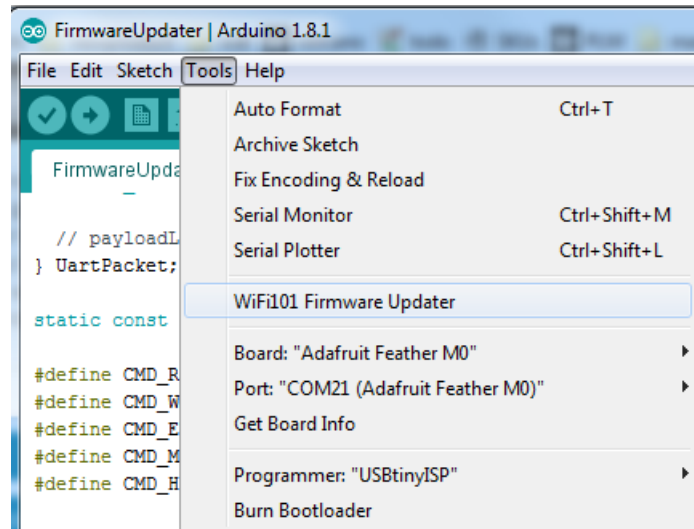 FirmwareUpdater | Arduino 1.8.1
File Edit Sketch Tools Help
Auto Format Ctrl+T
Archive Sketch
FirmwareUpda
Fix Encoding & Reload
Serial Monitor Ctrl+Shift+M
// payloadL
Serial Plotter Ctrl+Shift+L
} UartPacket;
WiFi101 Firmware Updater
static const
Board: "Adafruit Feather M0"
#define CMD_R
Port: "COM21 (Adafruit Feather M0)"
#define CMD_W
Get Board Info
#define CMD_E
#define CMD_M
Programmer: "USBtinyISP"
#define CMD_H
Burn Bootloader